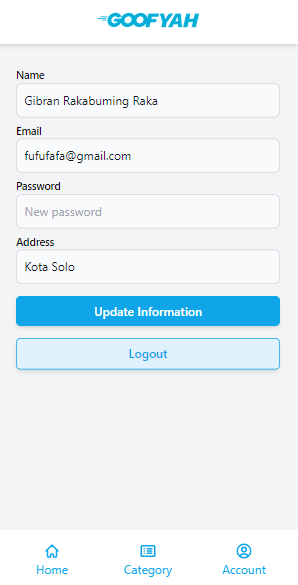 GOOFYAH
Name
Gibran Rakabuming Raka
Email
fufufafa@gmail.com
Password
New password
Address
Kota Solo
Update Information
Logout
Home Category Account